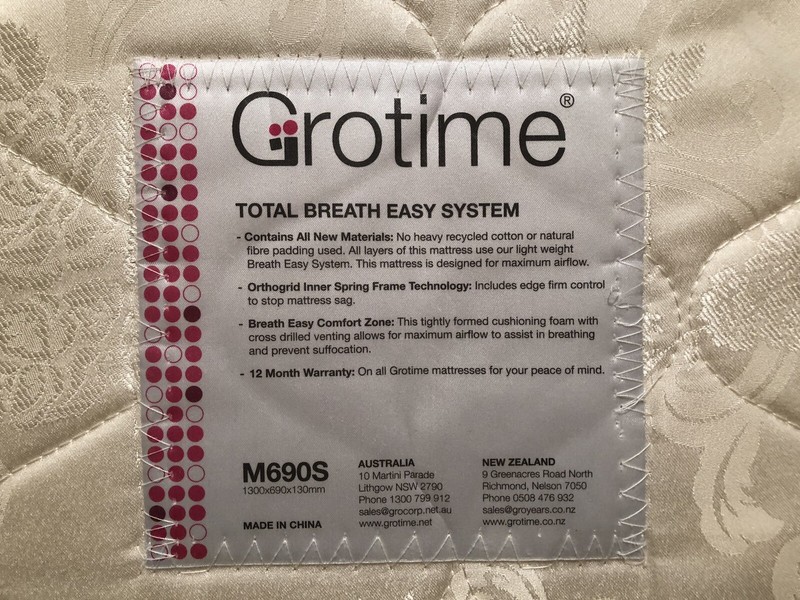 Grotime®
TOTAL BREATH EASY SYSTEM
- Contains All New Materials: No heavy recycled cotton or natural
fibre padding used. All layers of this mattress use our light weight
Breath Easy System. This mattress is designed for maximum airflow.
- Orthogrid Inner Spring Frame Technology: Includes edge firm control
to stop mattress sag.
- Breath Easy Comfort Zone: This tightly formed cushioning foam with
cross drilled venting allows for maximum airflow to assist in breathing
and prevent suffocation.
- 12 Month Warranty: On all Grotime mattresses for your peace of mind.
M690S
1300x690x130mm
MADE IN CHINA
AUSTRALIA
10 Martini Parade
Lithgow NSW 2790
Phone 1300 799 912
sales@grocorp.net.au
www.grotime.net
NEW ZEALAND
9 Greenacres Road North
Richmond, Nelson 7050
Phone 0508 476 932
sales@groyears.co.nz
www.grotime.co.nz